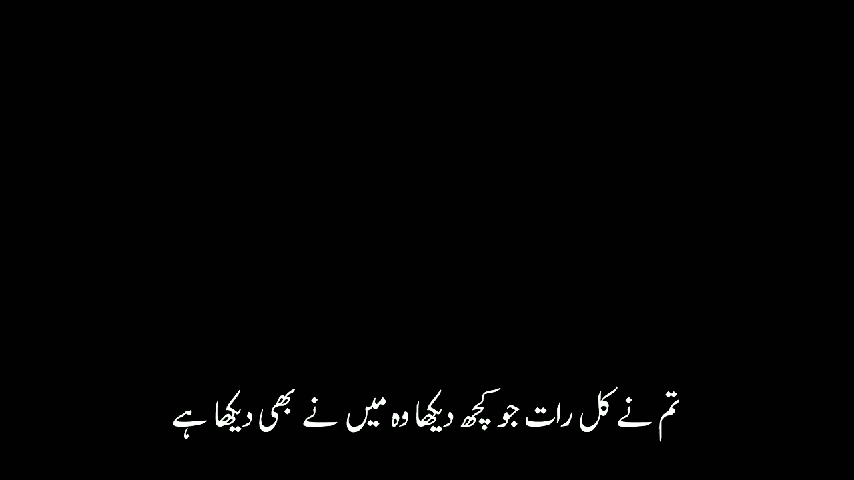 تم نے کل رات جو کچھ دیکھا وہ میں نے بھی دیکھا ہے